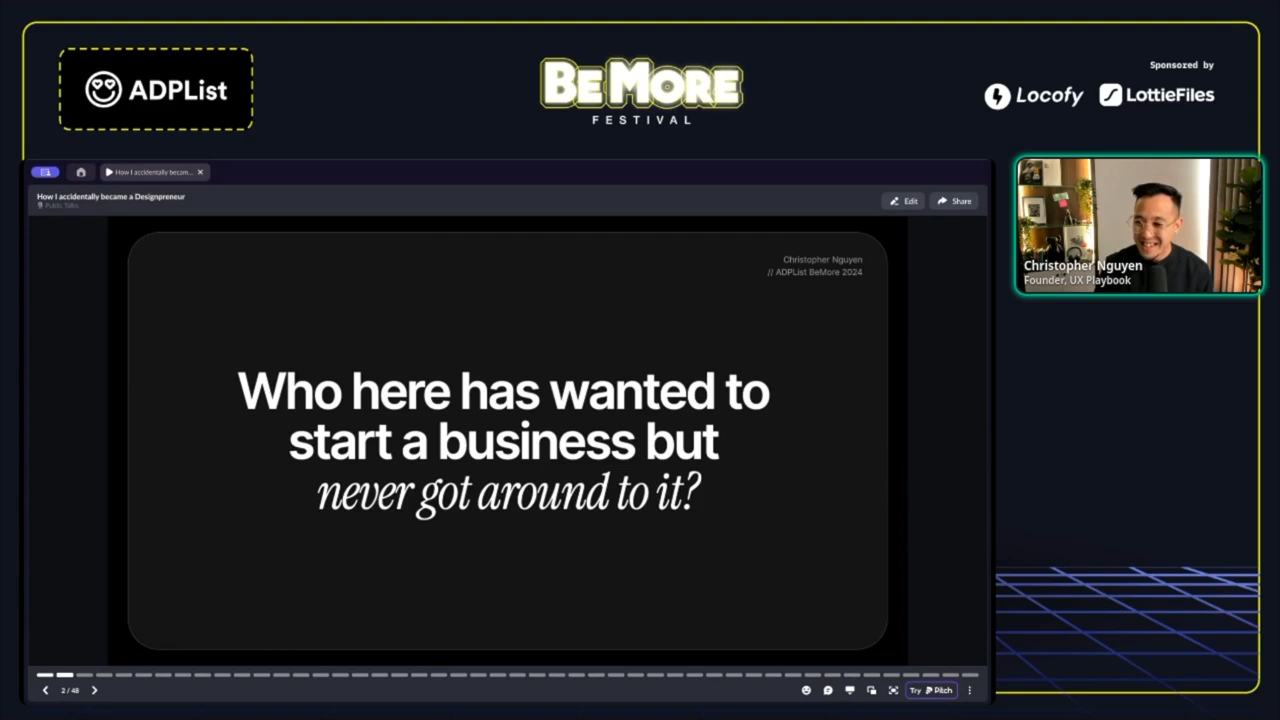 ADPList
BE MORE
FESTIVAL
Sponsored by
Locofy
LottieFiles
How I accidentally becam...
How I accidentally became a Designpreneur
Public Talks
Edit
Share
Christopher Nguyen
// ADPList BeMore 2024
Who here has wanted to
start a business but
never got around to it?
Christopher Nguyen
Founder, UX Playbook
2 / 48
Try Pitch